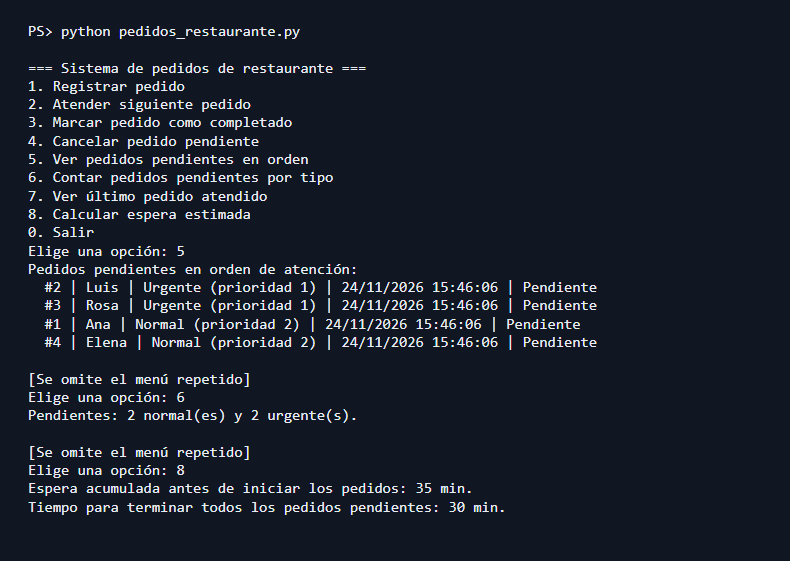 PS> python pedidos_restaurante.py
=== Sistema de pedidos de restaurante ===
1. Registrar pedido
2. Atender siguiente pedido
3. Marcar pedido como completado
4. Cancelar pedido pendiente
5. Ver pedidos pendientes en orden
6. Contar pedidos pendientes por tipo
7. Ver último pedido atendido
8. Calcular espera estimada
0. Salir
Elige una opción: 5
Pedidos pendientes en orden de atención:
#2 | Luis | Urgente (prioridad 1) | 24/11/2026 15:46:06 | Pendiente
#3 | Rosa | Urgente (prioridad 1) | 24/11/2026 15:46:06 | Pendiente
#1 | Ana | Normal (prioridad 2) | 24/11/2026 15:46:06 | Pendiente
#4 | Elena | Normal (prioridad 2) | 24/11/2026 15:46:06 | Pendiente
[Se omite el menú repetido]
Elige una opción: 6
Pendientes: 2 normal(es) y 2 urgente(s).
[Se omite el menú repetido]
Elige una opción: 8
Espera acumulada antes de iniciar los pedidos: 35 min.
Tiempo para terminar todos los pedidos pendientes: 30 min.